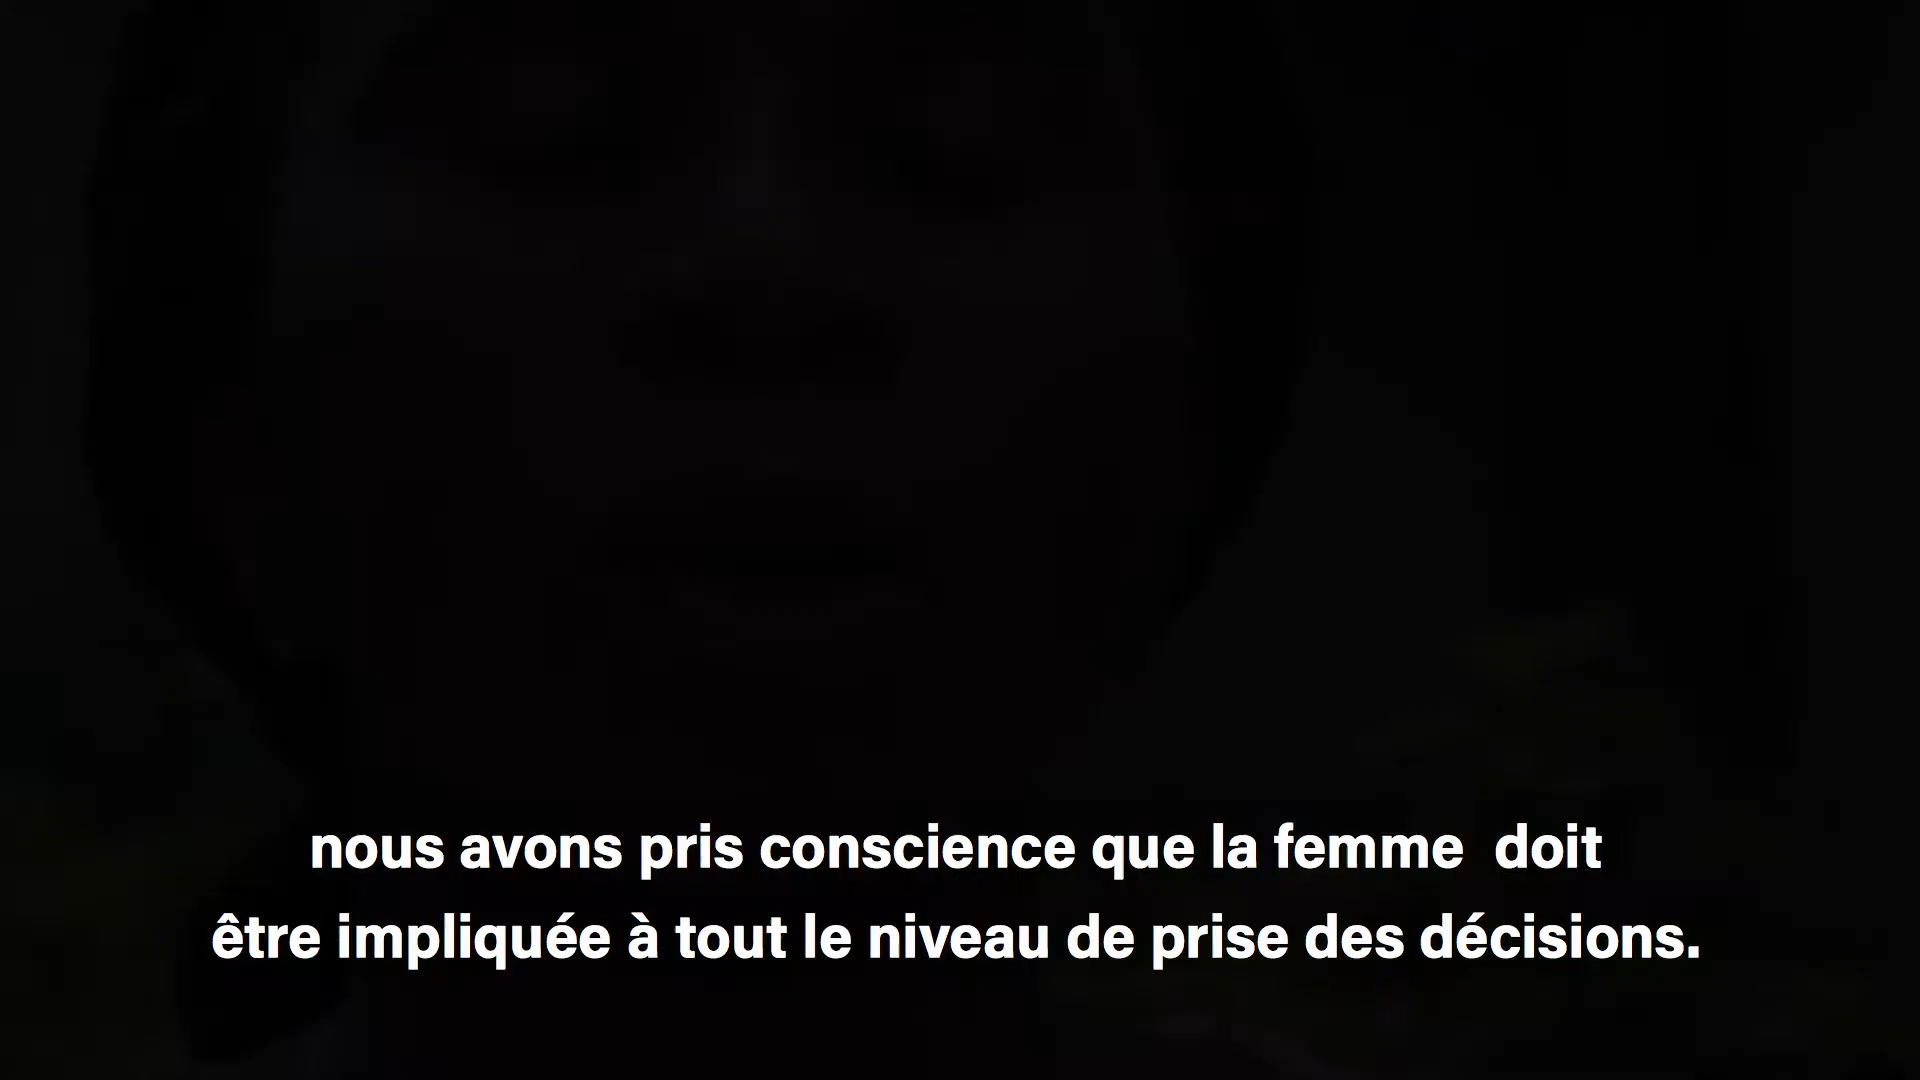 nous avons pris conscience que la femme  doit
être impliquée à tout le niveau de prise des décisions.